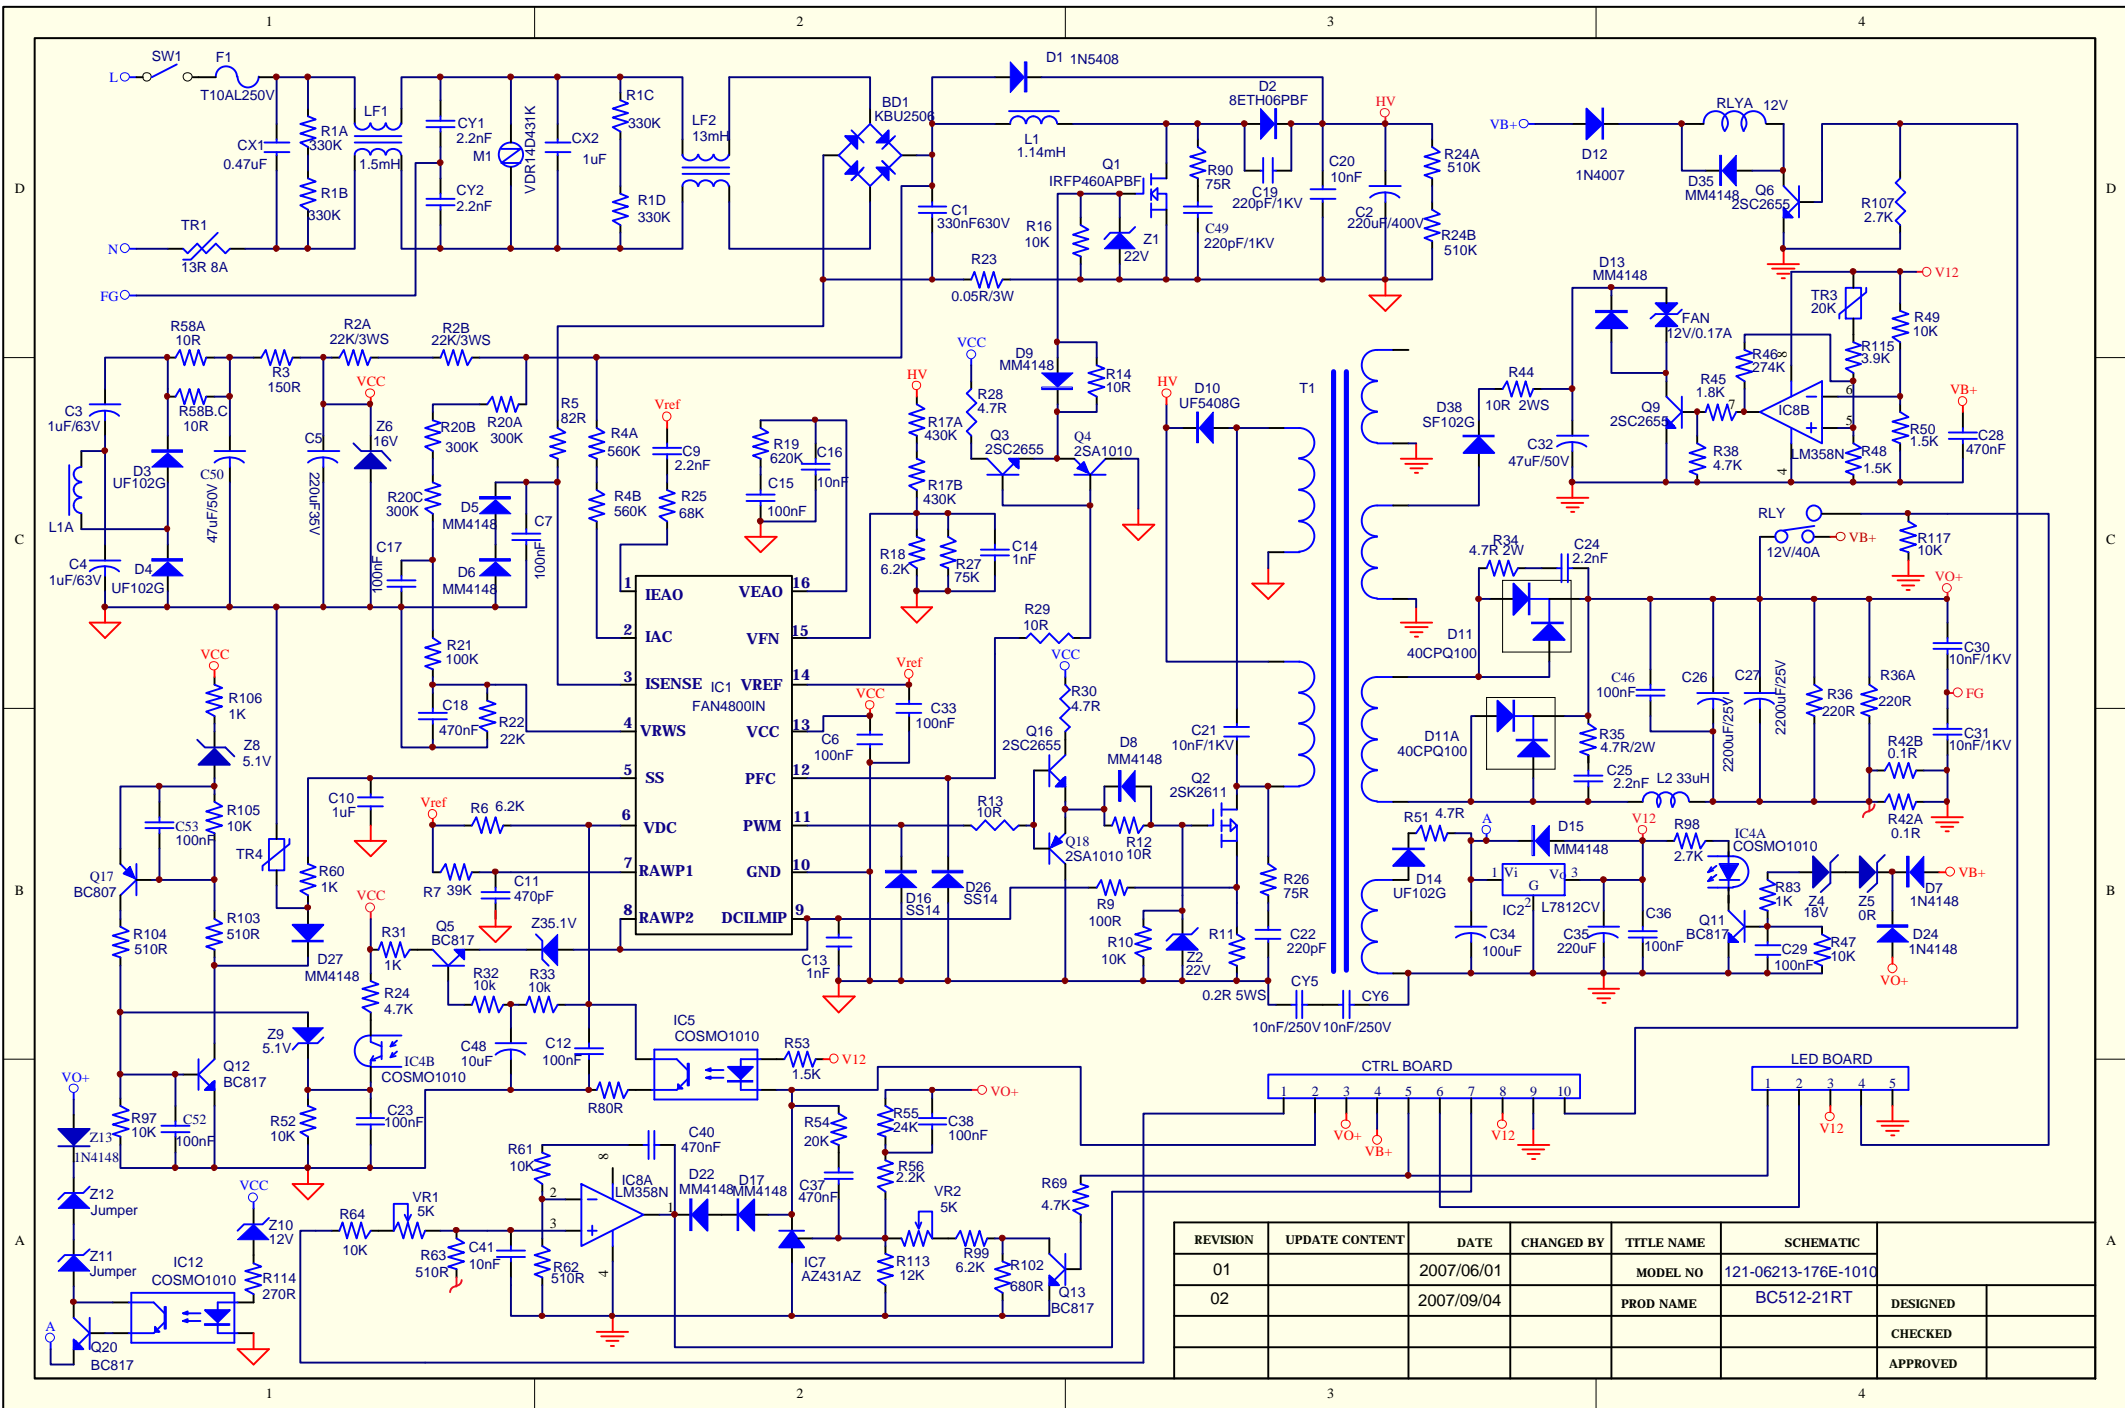 1 2 3 4
SW1 F1
L
T10AL250V
CX1
0.47uF
R1A
330K
R1B
330K
LF1
1.5mH
CY1
2.2nF
CY2
2.2nF
M1
VDR14D431K
CX2
1uF
R1C
330K
R1D
330K
LF2
13mH
BD1
KBU2506
D1 1N5408
L1
1.14mH
D2
8ETH06PBF
HV
Q1
IRFP460APBF
R90
75R
C19
220pF/1KV
C20
10nF
C2
220uF/400V
R24A
510K
R24B
510K
C1
330nF630V
R16
10K
Z1
22V
C49
220pF/1KV
R23
0.05R/3W
TR1
13R 8A
N
FG
VB+
D12
1N4007
RLYA 12V
D35
MM4148
Q6
2SC2655
R107
2.7K
D D
D13
MM4148
FAN
12V/0.17A
V12
TR3
20K
R49
10K
R115
3.9K
R46
274K
R45
1.8K
IC8B
LM358N
8
7
6
5
4
Q9
2SC2655
R38
4.7K
R48
1.5K
R50
1.5K
VB+
C28
470nF
R44
10R 2WS
D38
SF102G
C32
47uF/50V
R58A
10R
R58B.C
10R
R3
150R
R2A
22K/3WS
R2B
22K/3WS
VCC
C3
1uF/63V
C4
1uF/63V
L1A
D3
UF102G
D4
UF102G
C50
47uF/50V
C5
220uF35V
Z6
16V
R20A
300K
R20B
300K
R20C
300K
C17
100nF
D5
MM4148
D6
MM4148
C7
100nF
R5
82R
R4A
560K
R4B
560K
Vref
C9
2.2nF
R25
68K
R19
620K
C16
10nF
C15
100nF
HV
R17A
430K
R17B
430K
R18
6.2K
R27
75K
C14
1nF
VCC
R28
4.7R
Q3
2SC2655
Q4
2SA1010
D9
MM4148
R14
10R
HV
D10
UF5408G
T1
C C
1 IEAO
2 IAC
3 ISENSE
4 VRWS
5 SS
6 VDC
7 RAWP1
8 RAWP2
IC1
FAN4800IN
VEAO 16
VFN 15
VREF 14
VCC 13
PFC 12
PWM 11
GND 10
DCILMIP 9
R21
100K
C18
470nF
R22
22K
VCC
C6
100nF
Vref
C33
100nF
R29
10R
VCC
R30
4.7R
Q16
2SC2655
Q18
2SA1010
R13
10R
D8
MM4148
R12
10R
Q2
2SK2611
C21
10nF/1KV
R26
75R
C22
220pF
R9
100R
R10
10K
Z2
22V
R11
0.2R 5WS
D16
SS14
D26
SS14
C13
1nF
CY5
10nF/250V
CY6
10nF/250V
R34
4.7R 2W
C24
2.2nF
RLY
12V/40A
VB+
R117
10K
VO+
D11
40CPQ100
D11A
40CPQ100
C46
100nF
C26
2200uF/25V
C27
2200uF/25V
R36
220R
R36A
220R
C30
10nF/1KV
FG
C31
10nF/1KV
R35
4.7R/2W
C25
2.2nF
L2 33uH
R42B
0.1R
R42A
0.1R
R51 4.7R
D14
UF102G
A
D15
MM4148
Vi Vo
G
1 3
2
IC2
L7812CV
C34
100uF
C35
220uF
C36
100nF
V12
R98
2.7K
IC4A
COSMO1010
Q11
BC817
R83
1K
Z4
18V
Z5
0R
D7
1N4148
VB+
D24
1N4148
VO+
C29
100nF
R47
10K
B B
VCC
R106
1K
Z8
5.1V
C53
100nF
R105
10K
Q17
BC807
R104
510R
R103
510R
TR4
R60
1K
C10
1uF
D27
MM4148
VCC
R31
1K
Q5
BC817
Z35.1V
R24
4.7K
R32
10k
R33
10k
C48
10uF
C12
100nF
Vref
R6 6.2K
R7 39K
C11
470pF
Z9
5.1V
IC4B
COSMO1010
Q12
BC817
R97
10K
C52
100nF
R52
10K
C23
100nF
IC5
COSMO1010
R80R
R53
1.5K
V12
VO+
Z13
1N4148
Z12
Jumper
Z11
Jumper
A
Q20
BC817
IC12
COSMO1010
VCC
Z10
12V
R114
270R
R64
10K
VR1
5K
R63
510R
C41
10nF
R61
10K
R62
510R
IC8A
LM358N
8
2
3
1
4
C40
470nF
D22
MM4148
D17
MM4148
R54
20K
C37
470nF
IC7
AZ431AZ
R55
24K
C38
100nF
VO+
R56
2.2K
VR2
5K
R113
12K
R99
6.2K
R102
680R
Q13
BC817
R69
4.7K
CTRL BOARD
1 2 3 4 5 6 7 8 9 10
VO+
VB+
V12
LED BOARD
1 2 3 4 5
V12
A A
REVISION UPDATE CONTENT DATE CHANGED BY TITLE NAME SCHEMATIC
01 2007/06/01 MODEL NO 121-06213-176E-1010
02 2007/09/04 PROD NAME BC512-21RT DESIGNED
CHECKED
APPROVED
1 2 3 4